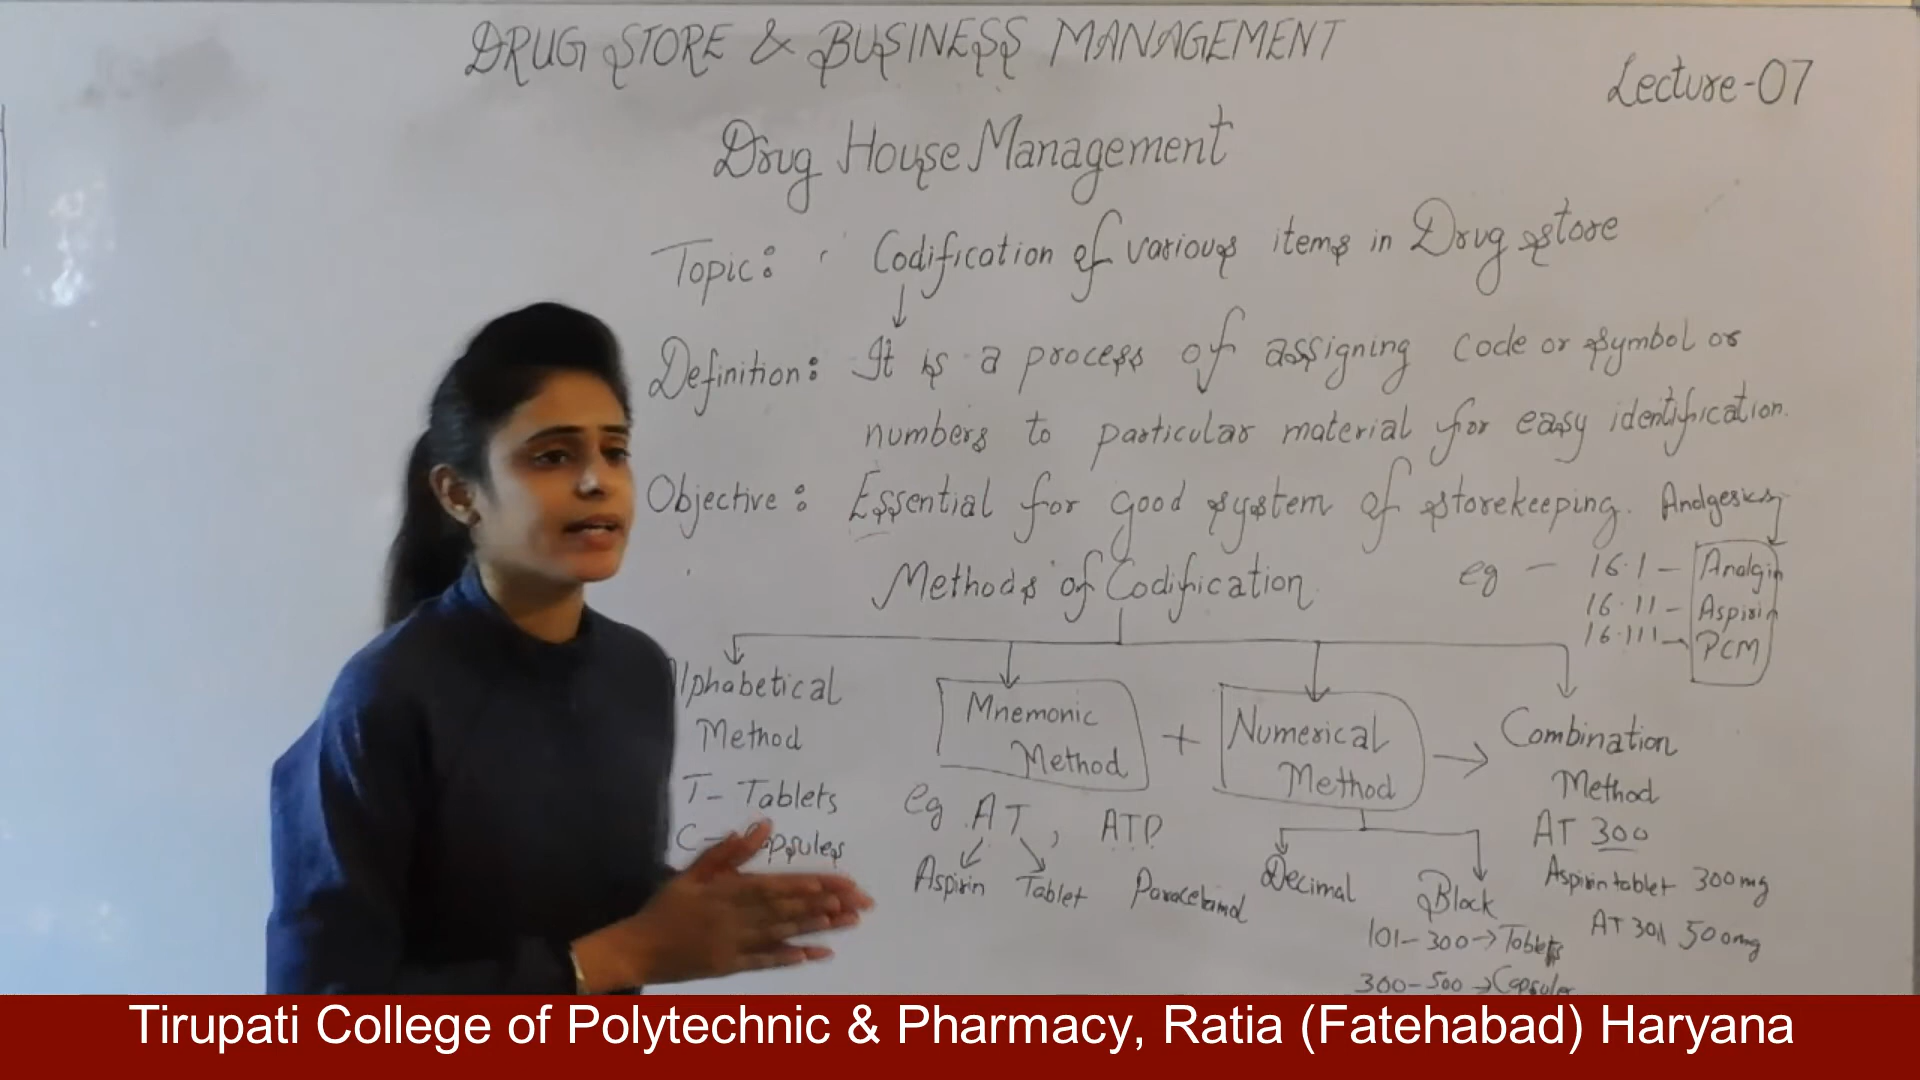 DRUG STORE & BUSINESS MANAGEMENT
Lecture-07
Drug House Management
Topic: Codification of various items in Drug store
Definition: It is a process of assigning code or symbol or
numbers to particular material for easy identification.
Objective: Essential for good system of storekeeping.
Analgesics
Methods of Codification
eg - 16.1 - Analgin
16.11 - Aspirin
16.111 - PCM
lphabetical
Method
T - Tablets
C - Capsules
Mnemonic
Method
eg AT, ATP
Aspirin Tablet Paracetamol
+
Numerical
Method
Decimal
Block
101-300 → Tablets
300-500 → Capsules
Combination
Method
AT 300
Aspirin tablet 300mg
AT 301 500mg
Tirupati College of Polytechnic & Pharmacy, Ratia (Fatehabad) Haryana